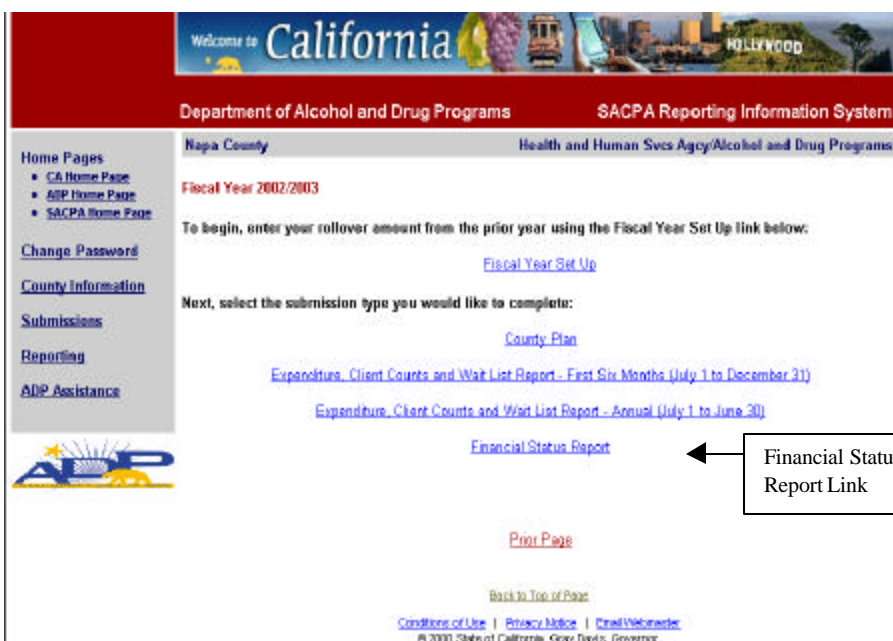 Welcome to California
HOLLYWOOD
Department of Alcohol and Drug Programs SACPA Reporting Information System
Napa County Health and Human Svcs Agcy/Alcohol and Drug Programs
Home Pages
CA Home Page
ADP Home Page
SACPA Home Page
Change Password
County Information
Submissions
Reporting
ADP Assistance
ADP
Fiscal Year 2002/2003
To begin, enter your rollover amount from the prior year using the Fiscal Year Set Up link below:
Fiscal Year Set Up
Next, select the submission type you would like to complete:
County Plan
Expenditure, Client Counts and Wait List Report - First Six Months (July 1 to December 31)
Expenditure, Client Counts and Wait List Report - Annual (July 1 to June 30)
Financial Status Report
Financial Statu
Report Link
Prior Page
Back to Top of Page
Conditions of Use | Privacy Notice | Email Webmaster
© 2000 State of California. Gray Davis, Governor